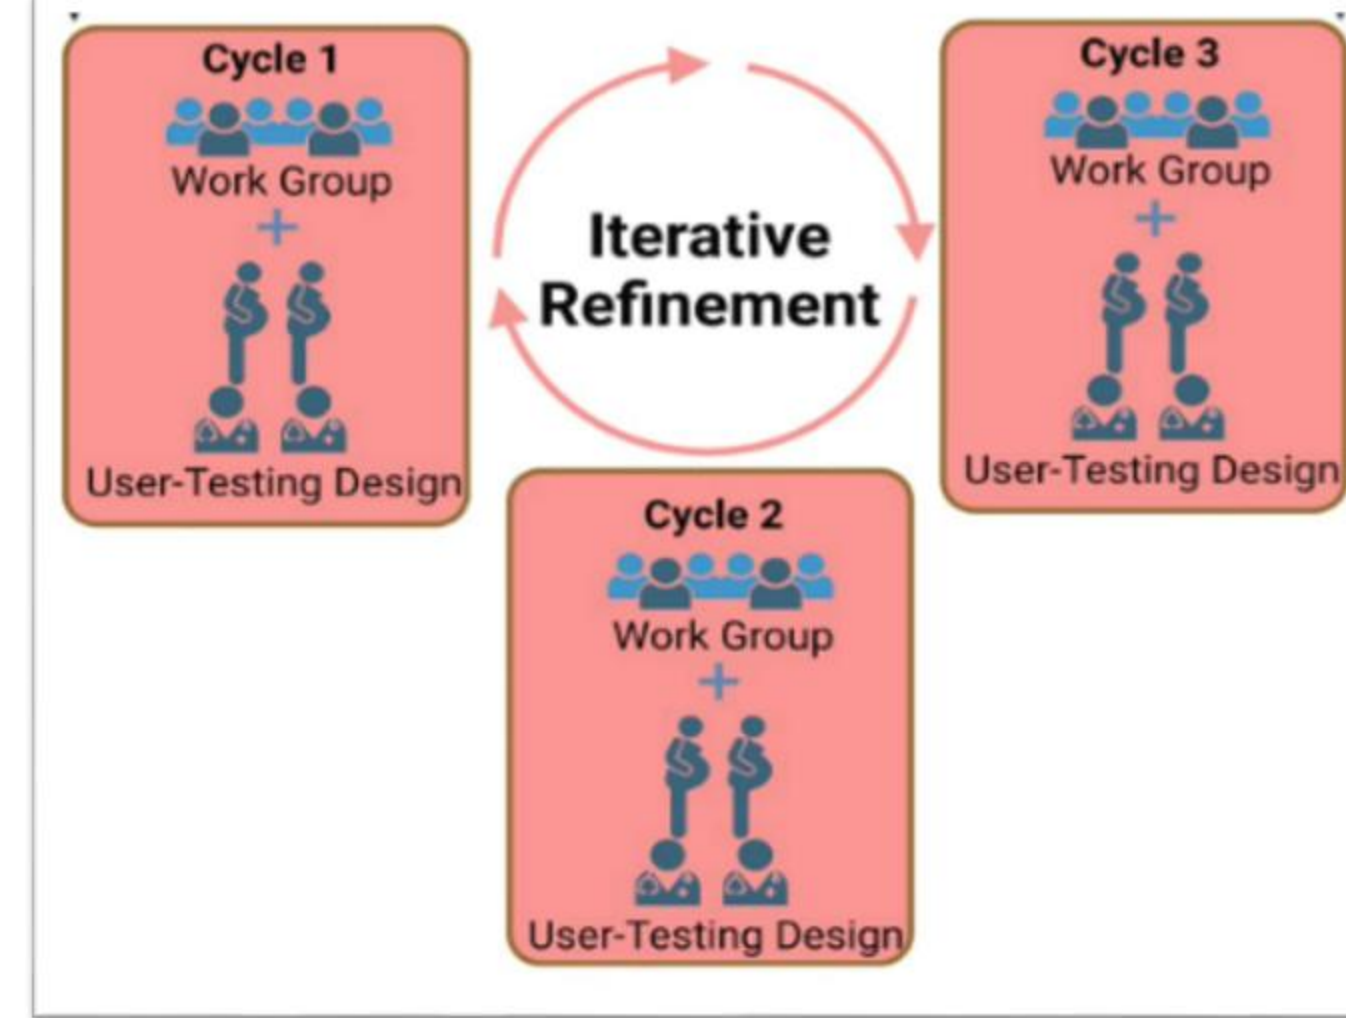 Cycle 1
Work Group
+
User-Testing Design
Iterative
Refinement
Cycle 3
Work Group
+
User-Testing Design
Cycle 2
Work Group
+
User-Testing Design